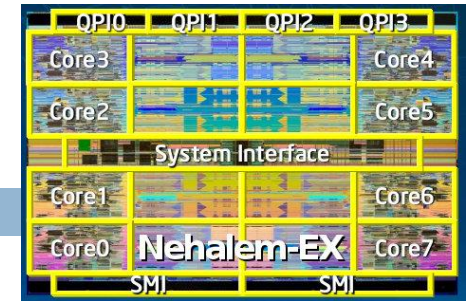 QPI0 QPI1 QPI2 QPI3
Core3 Core4
Core2 Core5
System Interface
Core1 Core6
Core0 Nehalem-EX Core7
SMI SMI